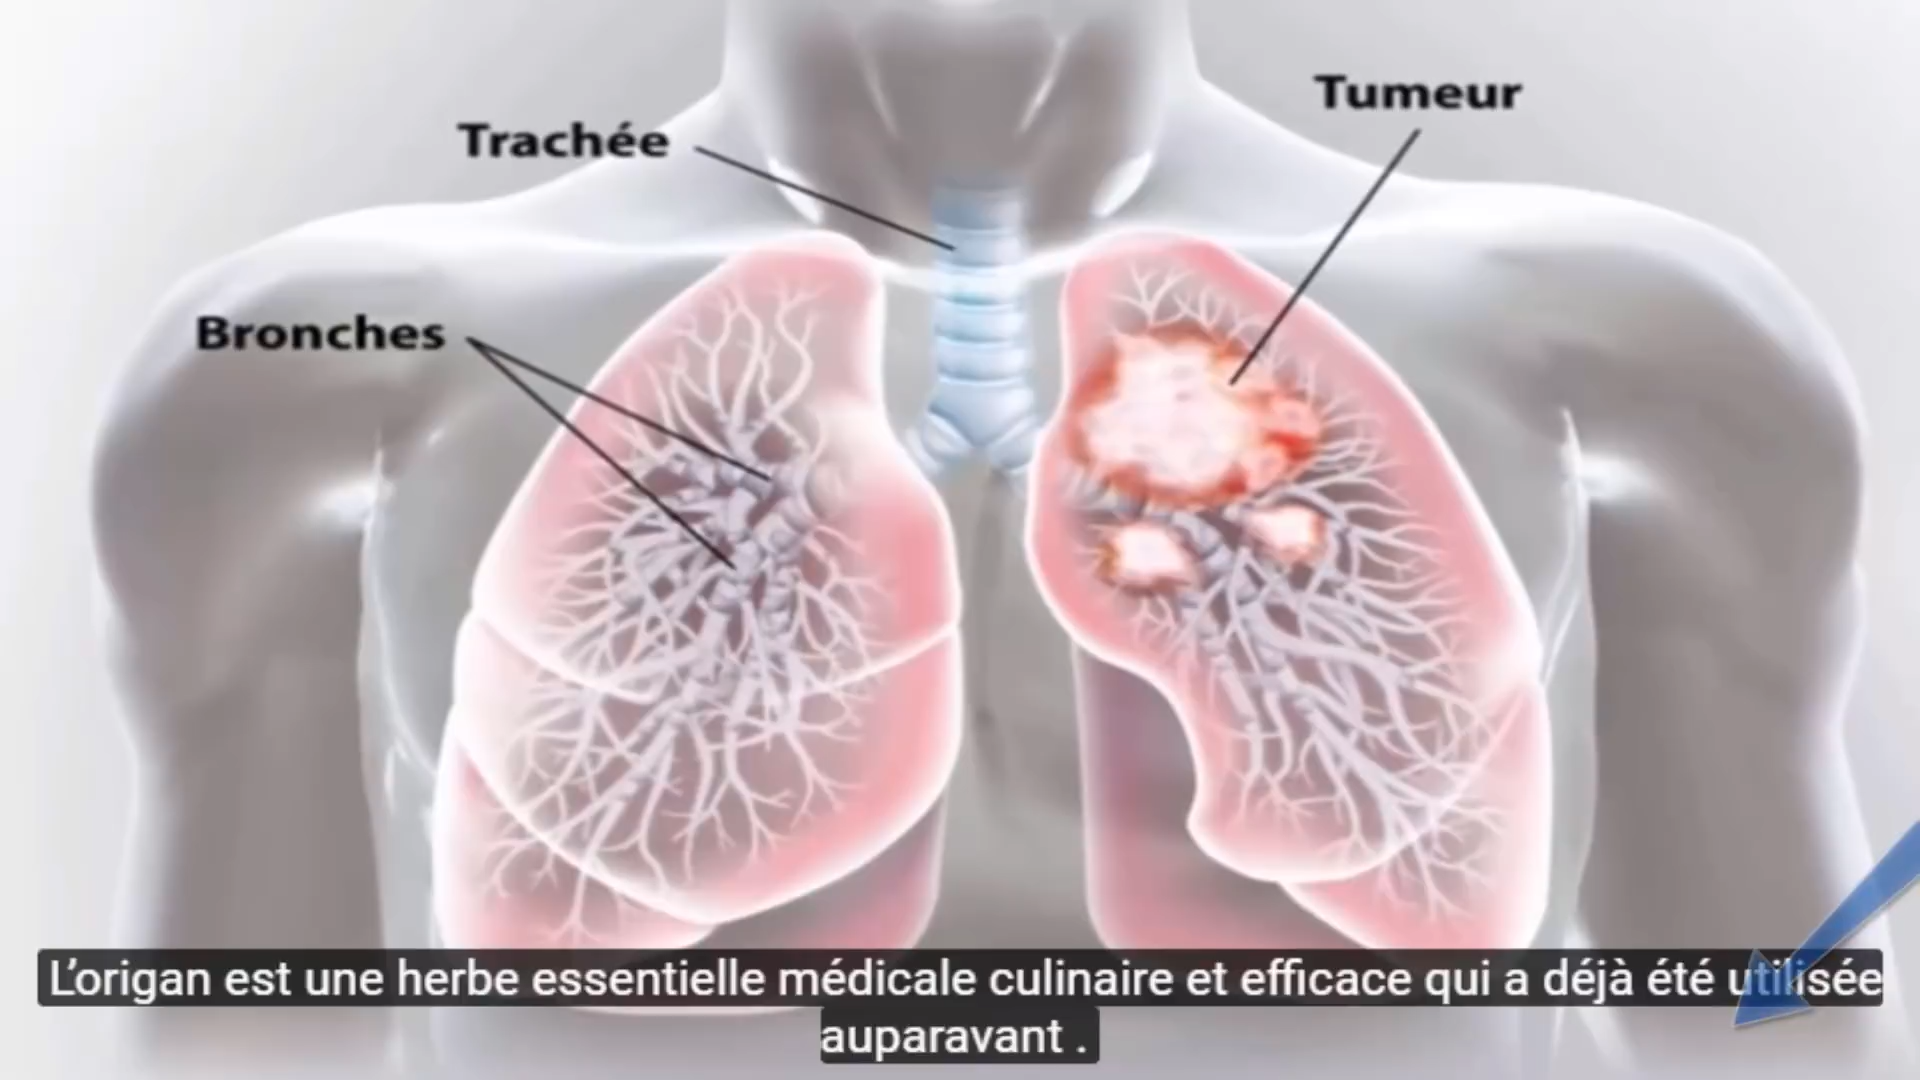 Tumeur
Trachée
Bronches
L’origan est une herbe essentielle médicale culinaire et efficace qui a déjà été utilisée
auparavant .